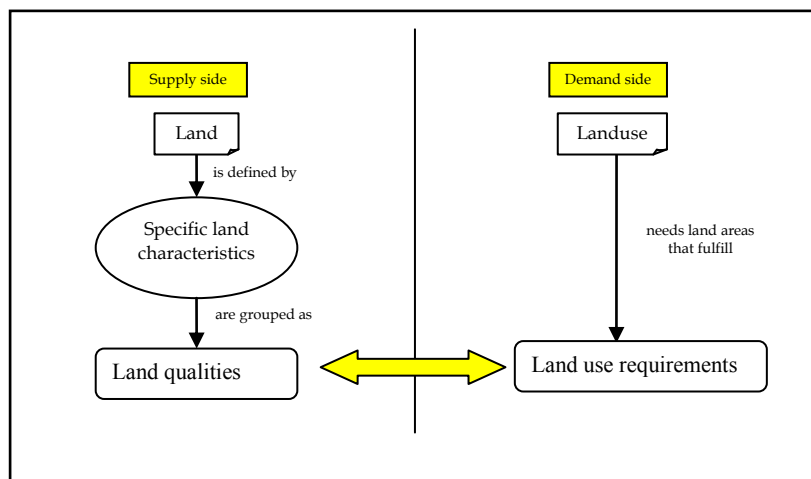 Supply side
Land
is defined by
Specific land
characteristics
are grouped as
Land qualities
Demand side
Landuse
needs land areas
that fulfill
Land use requirements